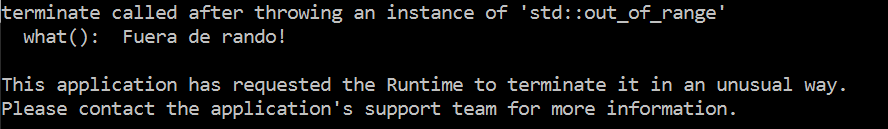 terminate called after throwing an instance of 'std::out_of_range'
what():  Fuera de rando!
This application has requested the Runtime to terminate it in an unusual way.
Please contact the application's support team for more information.